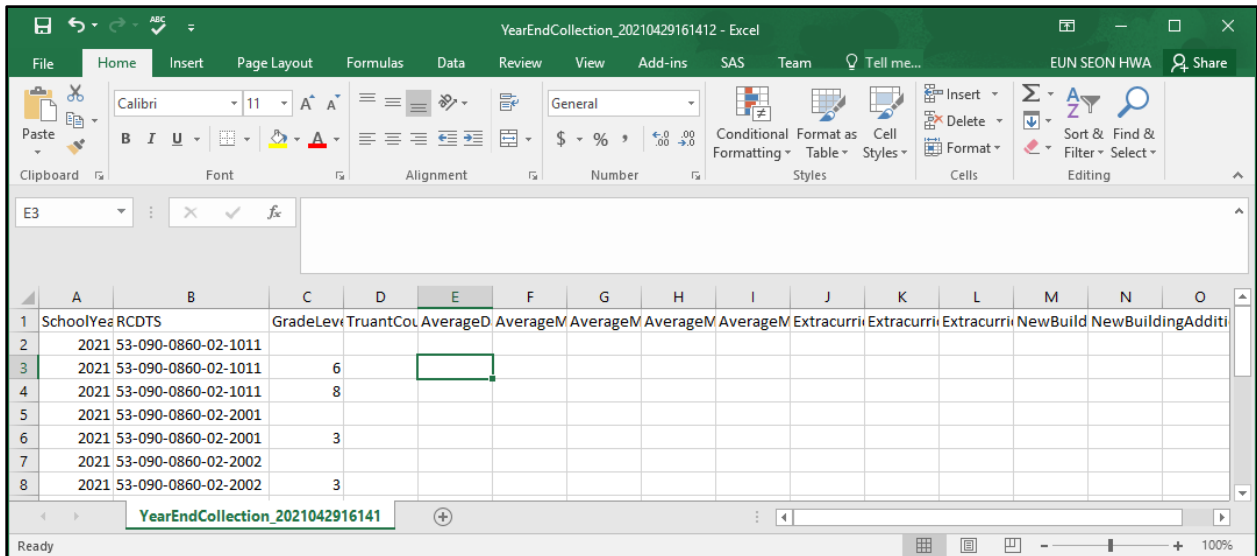 ABC
YearEndCollection_20210429161412 - Excel
File Home Insert Page Layout Formulas Data Review View Add-ins SAS Team Tell me... EUN SEON HWA Share
Paste
Clipboard
Calibri 11 A A
B I U A
Font
Alignment
General
$ % , .0 .00 .00 .0
Number
Conditional Formatting
Format as Table
Cell Styles
Styles
Insert
Delete
Format
Cells
Sort & Filter
Find & Select
Editing
E3 fx
A B C D E F G H I J K L M N O
1 SchoolYea RCDTS GradeLeve TruantCou AverageD AverageM AverageM AverageM AverageM Extracurri Extracurri Extracurri NewBuild NewBuildingAdditi
2 2021 53-090-0860-02-1011
3 2021 53-090-0860-02-1011 6
4 2021 53-090-0860-02-1011 8
5 2021 53-090-0860-02-2001
6 2021 53-090-0860-02-2001 3
7 2021 53-090-0860-02-2002
8 2021 53-090-0860-02-2002 3
YearEndCollection_2021042916141
Ready 100%